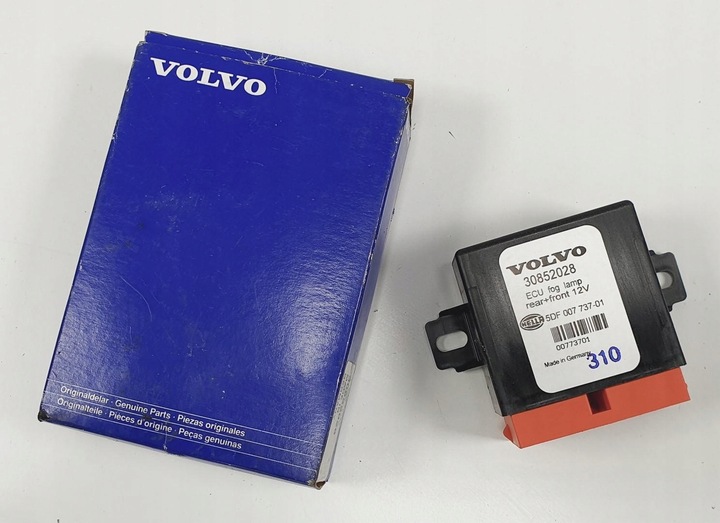 VOLVO
Originaldelar · Genuine Parts · Piezas originales
Originalteile · Pièces d'origine · Peças genuinas
VOLVO
30852028
ECU fog lamp
rear+front 12V
HELLA 5DF 007 737-01
00773701
Made in Germany
310